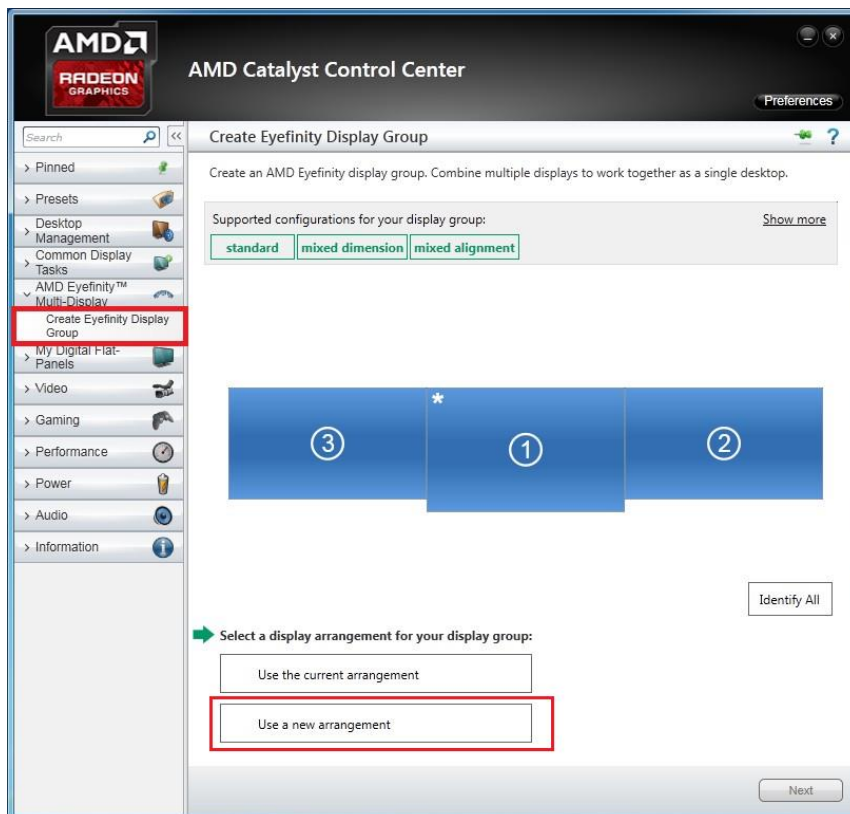 AMD
RADEON
GRAPHICS
AMD Catalyst Control Center
Preferences
Search
<<
Create Eyefinity Display Group
?
> Pinned
Create an AMD Eyefinity display group. Combine multiple displays to work together as a single desktop.
> Presets
Supported configurations for your display group:
Show more
standard
mixed dimension
mixed alignment
> Desktop
Management
> Common Display
Tasks
AMD Eyefinity™
Multi-Display
Create Eyefinity Display
Group
> My Digital Flat-
Panels
> Video
> Gaming
> Performance
> Power
> Audio
> Information
3
*
1
2
Identify All
Select a display arrangement for your display group:
Use the current arrangement
Use a new arrangement
Next